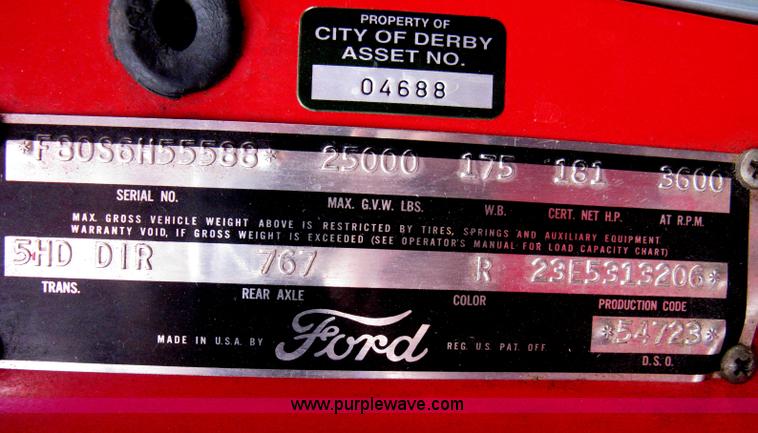 PROPERTY OF
CITY OF DERBY
ASSET NO.
04688
*F80S6H55588* 25000 175 181 3600
SERIAL NO. MAX. G.V.W. LBS. W.B. CERT. NET H.P. AT R.P.M.
MAX. GROSS VEHICLE WEIGHT ABOVE IS RESTRICTED BY TIRES, SPRINGS AND AUXILIARY EQUIPMENT
WARRANTY VOID, IF GROSS WEIGHT IS EXCEEDED (SEE OPERATOR'S MANUAL FOR LOAD CAPACITY CHART)
5HD D1R 767 R 23E5313206*
TRANS. REAR AXLE COLOR PRODUCTION CODE
*54723*
MADE IN U.S.A. BY Ford REG. U.S. PAT. OFF. D.S.O.
www.purplewave.com